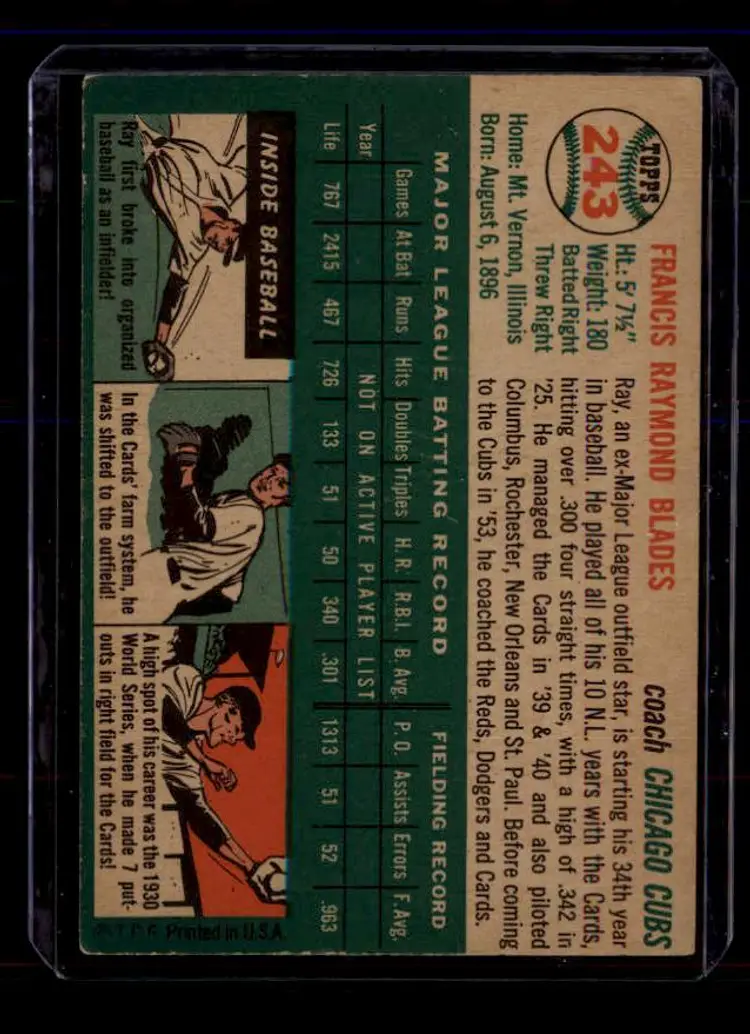 TOPPS
243
FRANCIS RAYMOND BLADES
coach CHICAGO CUBS
Ht.: 5' 7½"
Weight: 180
Batted Right
Threw Right
Home: Mt. Vernon, Illinois
Born: August 6, 1896
Ray, an ex-Major League outfield star, is starting his 34th year
in baseball. He played all of his 10 N.L. years with the Cards,
hitting over .300 four straight times, with a high of .342 in
'25. He managed the Cards in '39 & '40 and also piloted
Columbus, Rochester, New Orleans and St. Paul. Before coming
to the Cubs in '53, he coached the Reds, Dodgers and Cards.
MAJOR LEAGUE BATTING RECORD FIELDING RECORD
Games At Bat Runs Hits Doubles Triples H.R. R.B.I. B. Avg. P.O. Assists Errors F. Avg.
Year NOT ON ACTIVE PLAYER LIST
Life 767 2415 467 726 133 51 50 340 .301 1313 51 52 .963
INSIDE BASEBALL
Ray first broke into organized
baseball as an infielder!
In the Cards' farm system, he
was shifted to the outfield!
A high spot of his career was the 1930
World Series, when he made 7 put-
outs in right field for the Cards!
Printed in U.S.A.